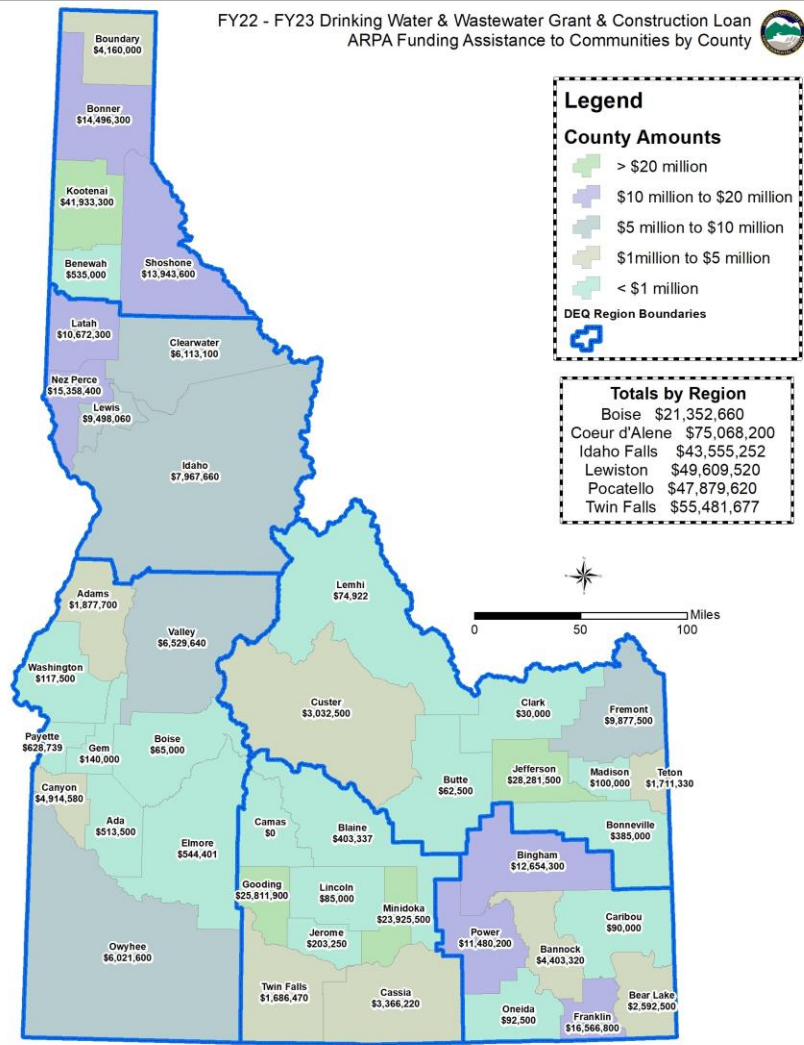 FY22 - FY23 Drinking Water & Wastewater Grant & Construction Loan
ARPA Funding Assistance to Communities by County
Legend
County Amounts
> $20 million
$10 million to $20 million
$5 million to $10 million
$1million to $5 million
< $1 million
DEQ Region Boundaries
Totals by Region
Boise $21,352,660
Coeur d'Alene $75,068,200
Idaho Falls $43,555,252
Lewiston $49,609,520
Pocatello $47,879,620
Twin Falls $55,481,677
Miles
0 50 100
Boundary
$4,160,000
Bonner
$14,496,300
Kootenai
$41,933,300
Benewah
$535,000
Shoshone
$13,943,600
Latah
$10,672,300
Clearwater
$6,113,100
Nez Perce
$15,358,400
Lewis
$9,498,060
Idaho
$7,967,660
Adams
$1,877,700
Valley
$6,529,640
Washington
$117,500
Payette
$628,739
Gem
$140,000
Boise
$65,000
Canyon
$4,914,580
Ada
$513,500
Elmore
$544,401
Owyhee
$6,021,600
Lemhi
$74,922
Custer
$3,032,500
Clark
$30,000
Fremont
$9,877,500
Butte
$62,500
Jefferson
$28,281,500
Madison
$100,000
Teton
$1,711,330
Bonneville
$385,000
Camas
$0
Blaine
$403,337
Gooding
$25,811,900
Lincoln
$85,000
Minidoka
$23,925,500
Jerome
$203,250
Twin Falls
$1,686,470
Cassia
$3,366,220
Bingham
$12,654,300
Power
$11,480,200
Bannock
$4,403,320
Caribou
$90,000
Oneida
$92,500
Franklin
$16,566,800
Bear Lake
$2,592,500